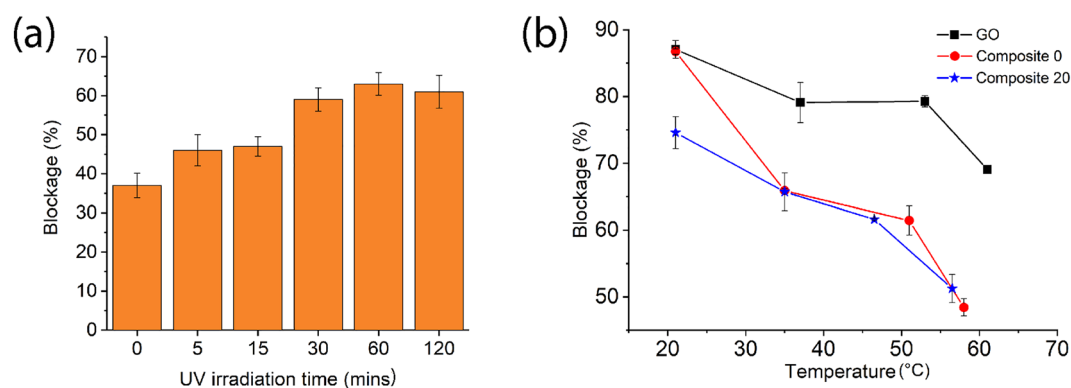 (a)
Blockage (%)
70
60
50
40
30
20
10
0
0 5 15 30 60 120
UV irradiation time (mins)
(b)
GO
Composite 0
Composite 20
Blockage (%)
90
80
70
60
50
20 30 40 50 60 70
Temperature (°C)